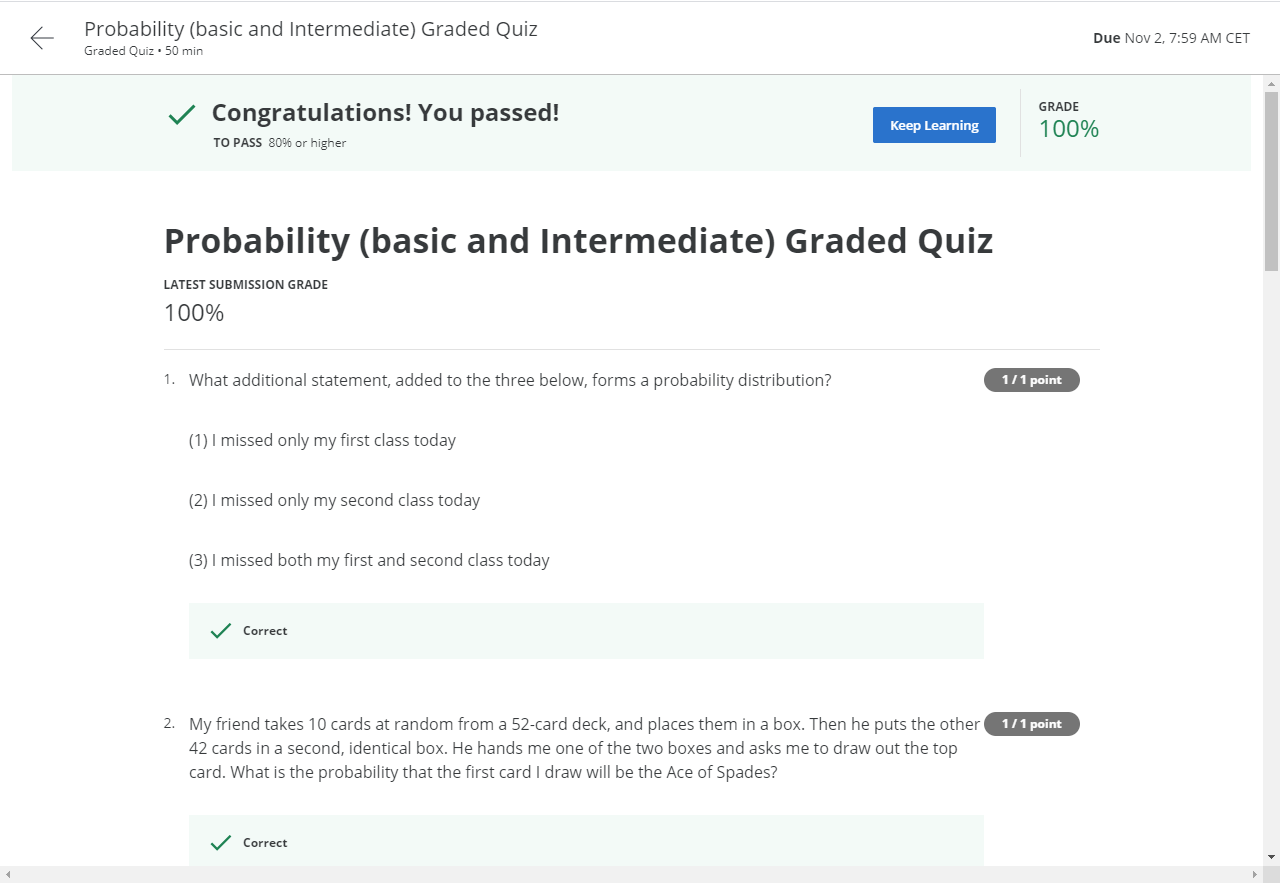 Probability (basic and Intermediate) Graded Quiz
Graded Quiz • 50 min
Due Nov 2, 7:59 AM CET
Congratulations! You passed!
TO PASS 80% or higher
Keep Learning
GRADE
100%
Probability (basic and Intermediate) Graded Quiz
LATEST SUBMISSION GRADE
100%
1. What additional statement, added to the three below, forms a probability distribution?
1 / 1 point
(1) I missed only my first class today
(2) I missed only my second class today
(3) I missed both my first and second class today
Correct
2. My friend takes 10 cards at random from a 52-card deck, and places them in a box. Then he puts the other
1 / 1 point
42 cards in a second, identical box. He hands me one of the two boxes and asks me to draw out the top
card. What is the probability that the first card I draw will be the Ace of Spades?
Correct